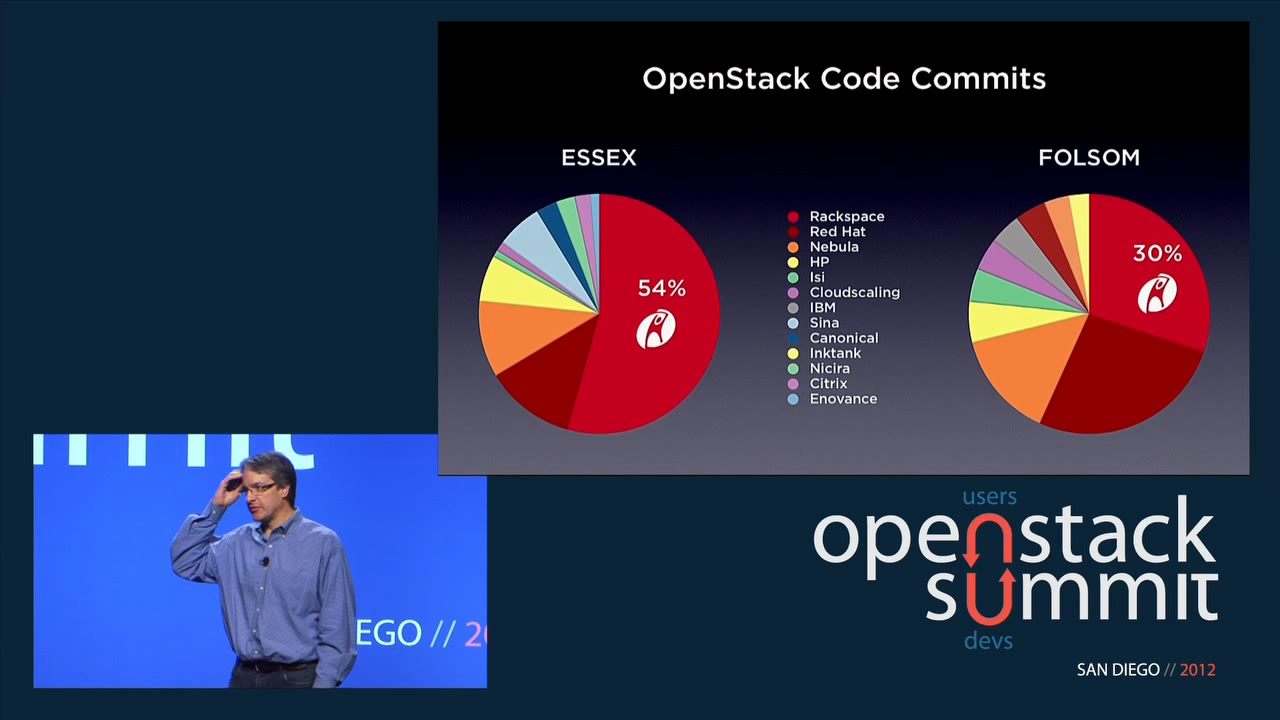 OpenStack Code Commits
ESSEX
FOLSOM
54%
30%
Rackspace
Red Hat
Nebula
HP
Isi
Cloudscaling
IBM
Sina
Canonical
Inktank
Nicira
Citrix
Enovance
EGO // 20
users
openstack
summit
devs
SAN DIEGO // 2012